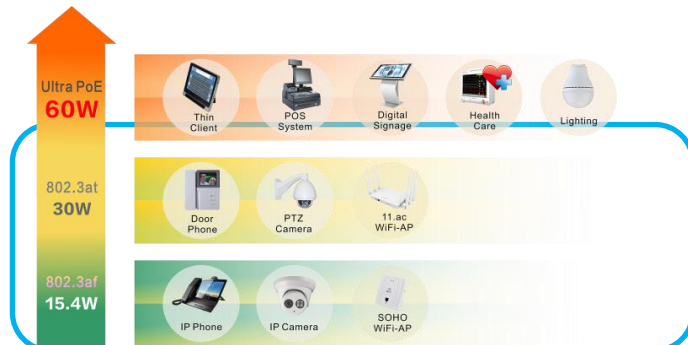 Ultra PoE
60W
Thin
Client
POS
System
Digital
Signage
Health
Care
Lighting
802.3at
30W
Door
Phone
PTZ
Camera
11.ac
WiFi-AP
802.3af
15.4W
IP Phone
IP Camera
SOHO
WiFi-AP